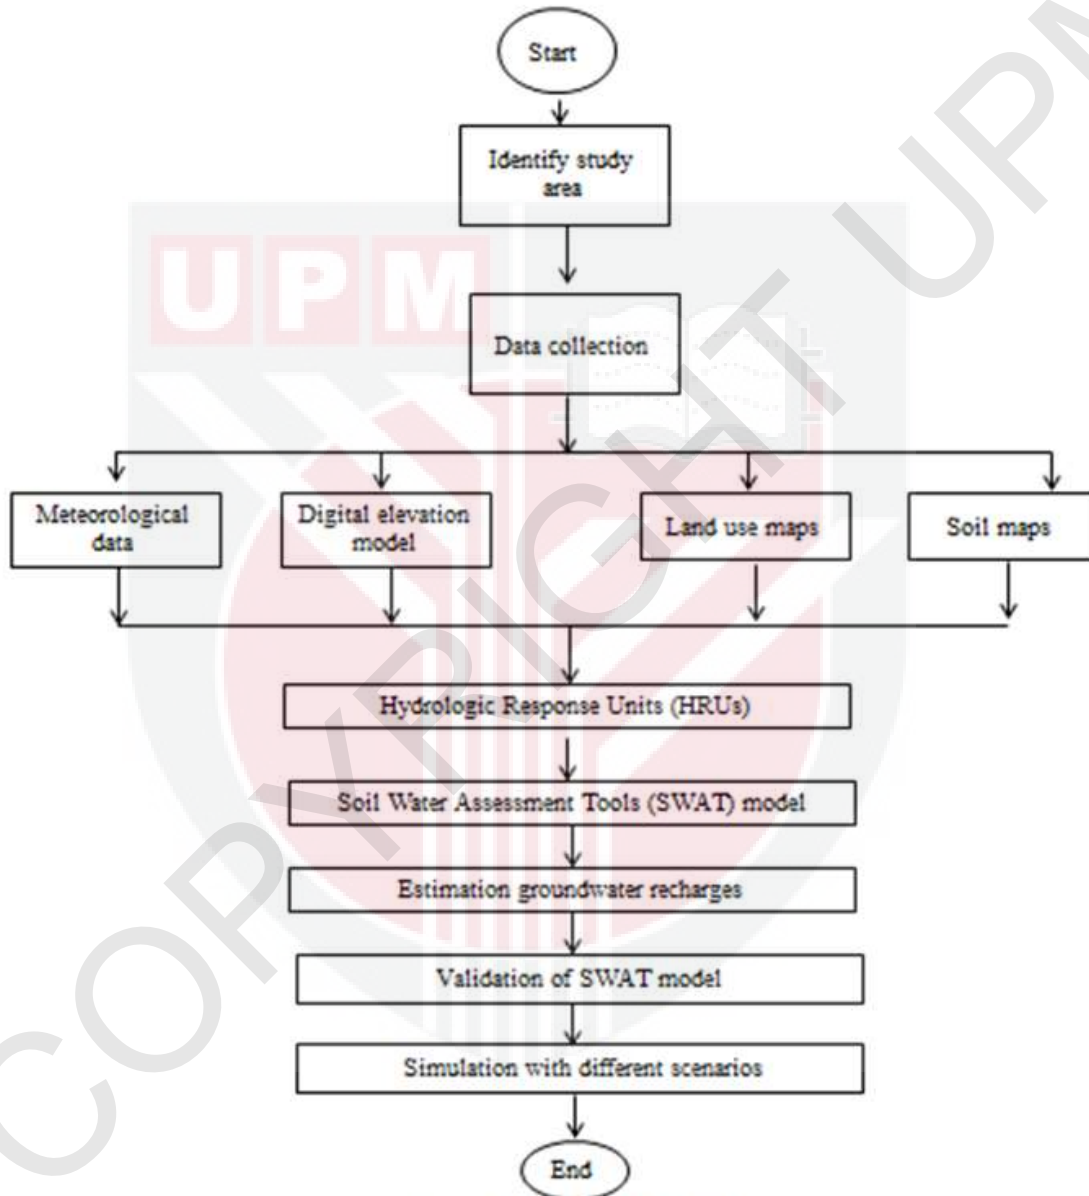 Start
Identify study
area
UPM
Data collection
Meteorological
data
Digital elevation
model
Land use maps
Soil maps
Hydrologic Response Units (HRUs)
Soil Water Assessment Tools (SWAT) model
Estimation groundwater recharges
Validation of SWAT model
Simulation with different scenarios
End
COPYRIGHT UPM